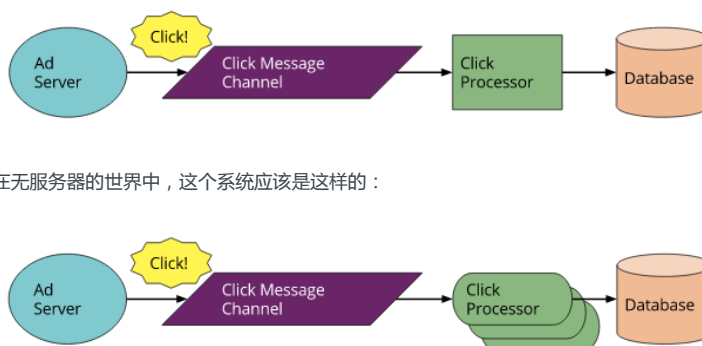 Click!
Ad
Server
Click Message
Channel
Click
Processor
Database
在无服务器的世界中，这个系统应该是这样的：
Click!
Ad
Server
Click Message
Channel
Click
Processor
Database